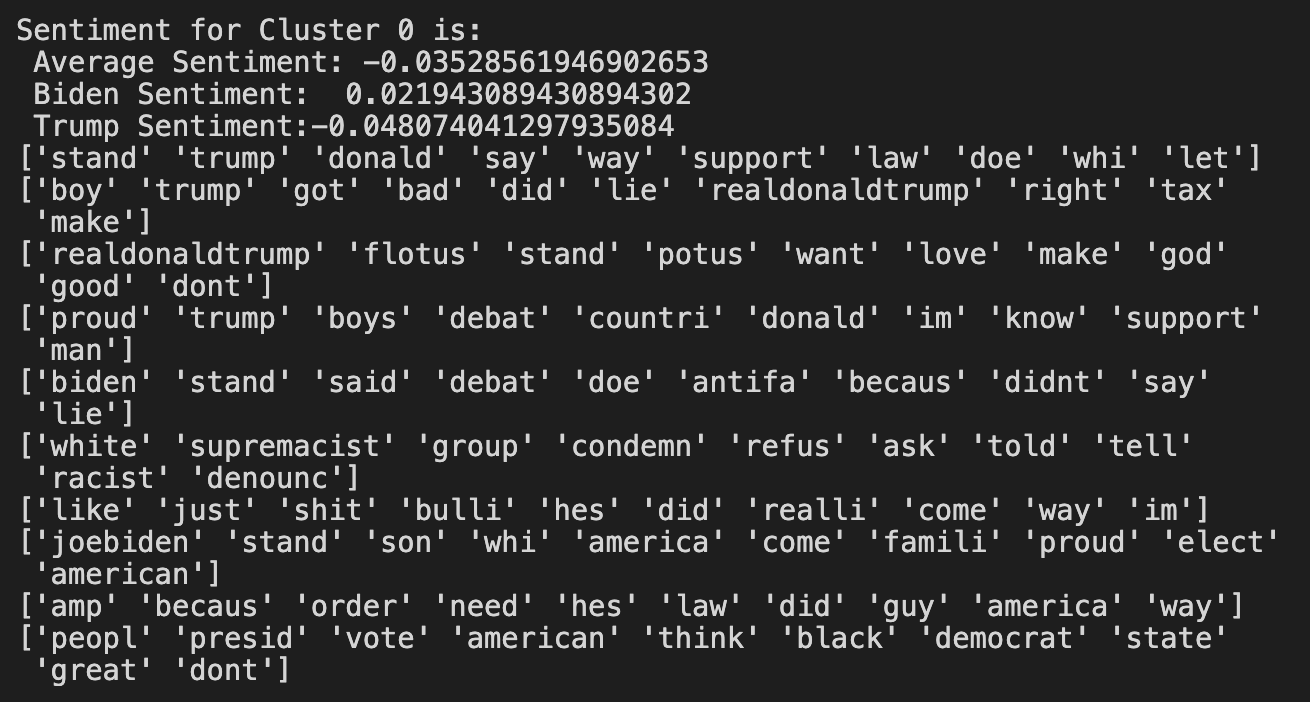 Sentiment for Cluster 0 is:
 Average Sentiment: -0.03528561946902653
 Biden Sentiment:  0.021943089430894302
 Trump Sentiment:-0.048074041297935084
['stand' 'trump' 'donald' 'say' 'way' 'support' 'law' 'doe' 'whi' 'let']
['boy' 'trump' 'got' 'bad' 'did' 'lie' 'realdonaldtrump' 'right' 'tax'
 'make']
['realdonaldtrump' 'flotus' 'stand' 'potus' 'want' 'love' 'make' 'god'
 'good' 'dont']
['proud' 'trump' 'boys' 'debat' 'countri' 'donald' 'im' 'know' 'support'
 'man']
['biden' 'stand' 'said' 'debat' 'doe' 'antifa' 'becaus' 'didnt' 'say'
 'lie']
['white' 'supremacist' 'group' 'condemn' 'refus' 'ask' 'told' 'tell'
 'racist' 'denounc']
['like' 'just' 'shit' 'bulli' 'hes' 'did' 'realli' 'come' 'way' 'im']
['joebiden' 'stand' 'son' 'whi' 'america' 'come' 'famili' 'proud' 'elect'
 'american']
['amp' 'becaus' 'order' 'need' 'hes' 'law' 'did' 'guy' 'america' 'way']
['peopl' 'presid' 'vote' 'american' 'think' 'black' 'democrat' 'state'
 'great' 'dont']